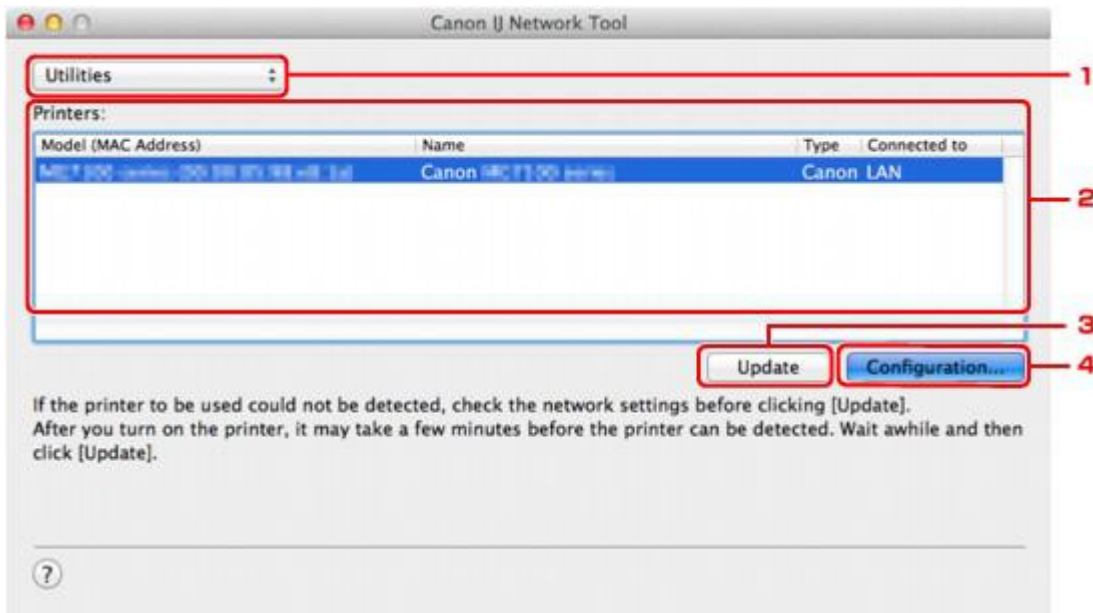 Canon IJ Network Tool
Utilities
1
Printers:
Model (MAC Address) Name Type Connected to
Canon Canon LAN
2
3
Update Configuration...
4
If the printer to be used could not be detected, check the network settings before clicking [Update].
After you turn on the printer, it may take a few minutes before the printer can be detected. Wait awhile and then
click [Update].
?